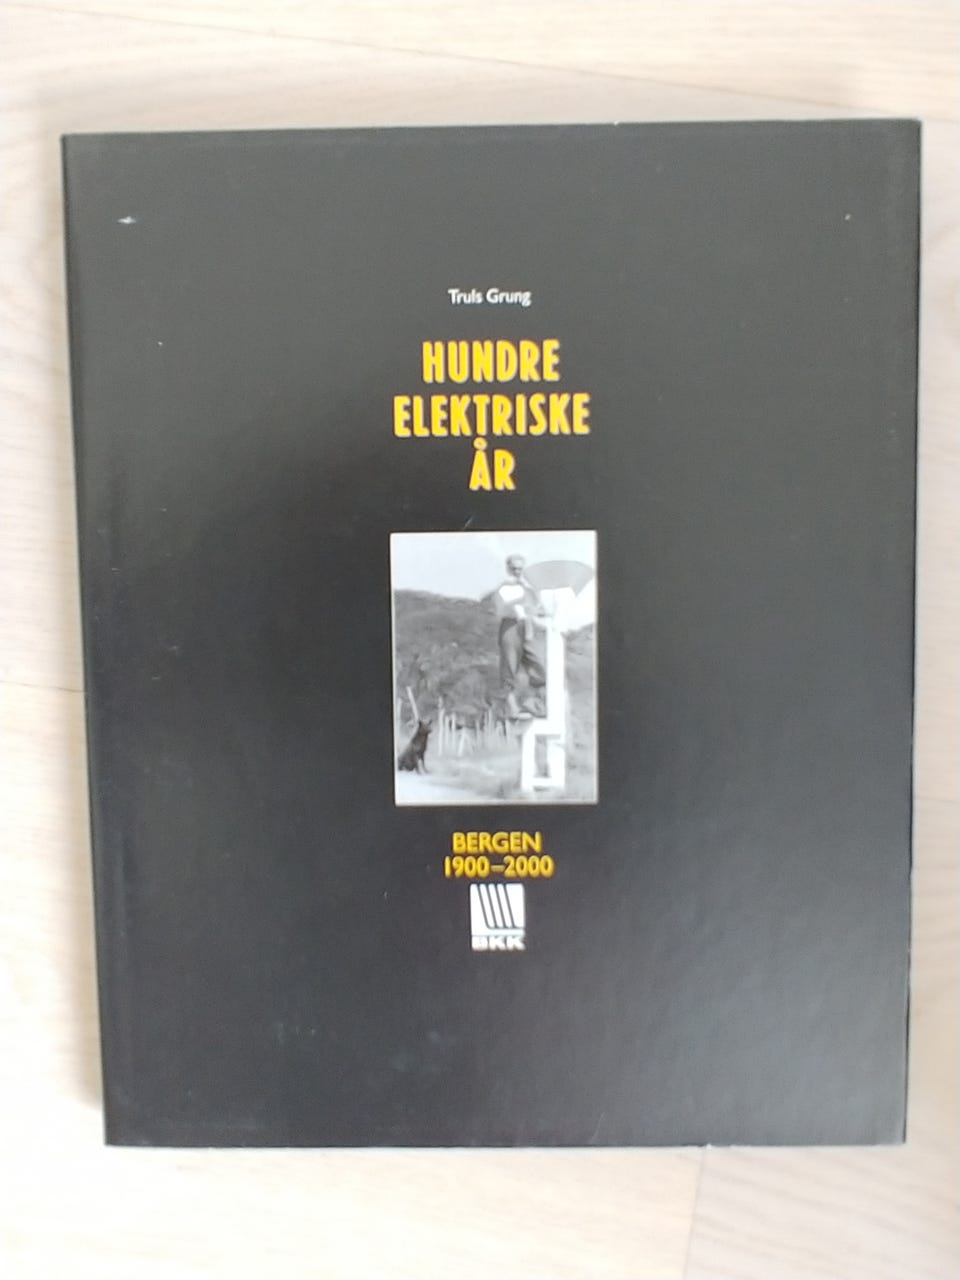 Truls Grung
HUNDRE
ELEKTRISKE
ÅR
BERGEN
1900–2000
BKK